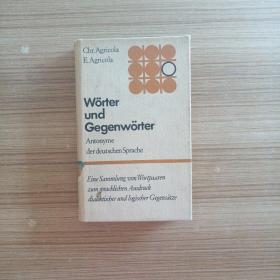 Chr. Agricola
E. Agricola
Wörter
und
Gegenwörter
Antonyme
der deutschen Sprache
Eine Sammlung von Wortpaaren
zum sprachlichen Ausdruck
dialektischer und logischer Gegensätze